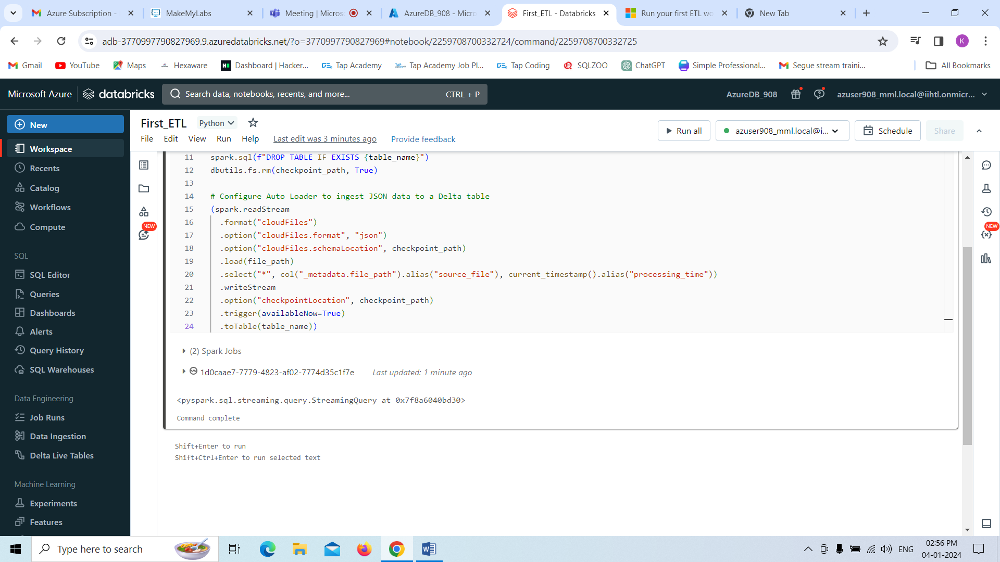 Azure Subscription -
MakeMyLabs
Meeting | Micros
AzureDB_908 - Micro
First_ETL - Databricks
Run your first ETL wo
New Tab
adb-3770997790827969.9.azuredatabricks.net/?o=3770997790827969#notebook/2259708700332724/command/2259708700332725
K
Gmail
YouTube
Maps
Hexaware
Dashboard | Hacker...
Tap Academy
Tap Academy Job Pl...
Tap Coding
SQLZOO
ChatGPT
Simple Professional...
Segue stream traini...
All Bookmarks
Microsoft Azure
databricks
Search data, notebooks, recents, and more...
CTRL + P
AzureDB_908
azuser908_mml.local@iihtl.onmicr...
New
Workspace
Recents
Catalog
Workflows
Compute
SQL
SQL Editor
Queries
Dashboards
Alerts
Query History
SQL Warehouses
Data Engineering
Job Runs
Data Ingestion
Delta Live Tables
Machine Learning
Experiments
Features
First_ETL
Python
File Edit View Run Help
Last edit was 3 minutes ago
Provide feedback
Run all
azuser908_mml.local@i...
Schedule
Share
NEW
NEW
11 spark.sql(f"DROP TABLE IF EXISTS {table_name}")
12 dbutils.fs.rm(checkpoint_path, True)
13
14 # Configure Auto Loader to ingest JSON data to a Delta table
15 (spark.readStream
16 .format("cloudFiles")
17 .option("cloudFiles.format", "json")
18 .option("cloudFiles.schemaLocation", checkpoint_path)
19 .load(file_path)
20 .select("*", col("_metadata.file_path").alias("source_file"), current_timestamp().alias("processing_time"))
21 .writeStream
22 .option("checkpointLocation", checkpoint_path)
23 .trigger(availableNow=True)
24 .toTable(table_name))
(2) Spark Jobs
1d0caae7-7779-4823-af02-7774d35c1f7e Last updated: 1 minute ago
<pyspark.sql.streaming.query.StreamingQuery at 0x7f8a6040bd30>
Command complete
Shift+Enter to run
Shift+Ctrl+Enter to run selected text
Type here to search
ENG
02:56 PM
04-01-2024